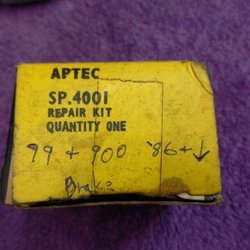 APTEC
SP.4001
REPAIR KIT
QUANTITY ONE
99 + 900 '86+↓
Brake